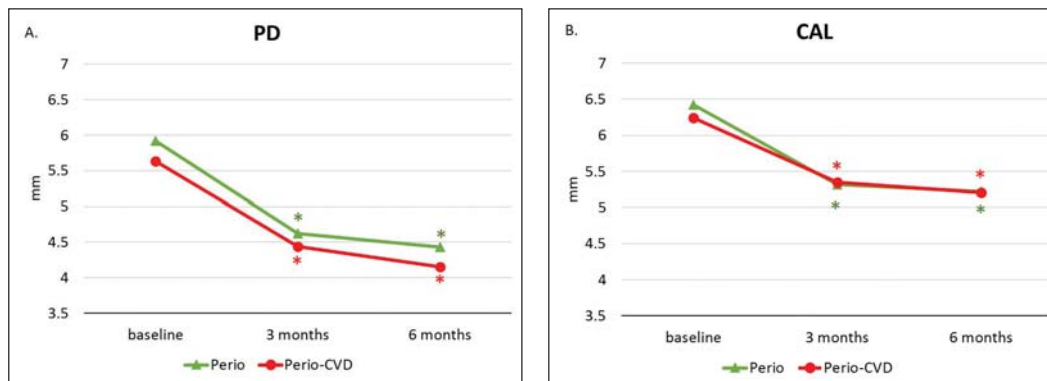 A.
PD
7
6.5
6
5.5
5
4.5
4
3.5
mm
*
*
*
*
baseline
3 months
6 months
Perio
Perio-CVD
B.
CAL
7
6.5
6
5.5
5
4.5
4
3.5
mm
*
*
*
*
baseline
3 months
6 months
Perio
Perio-CVD